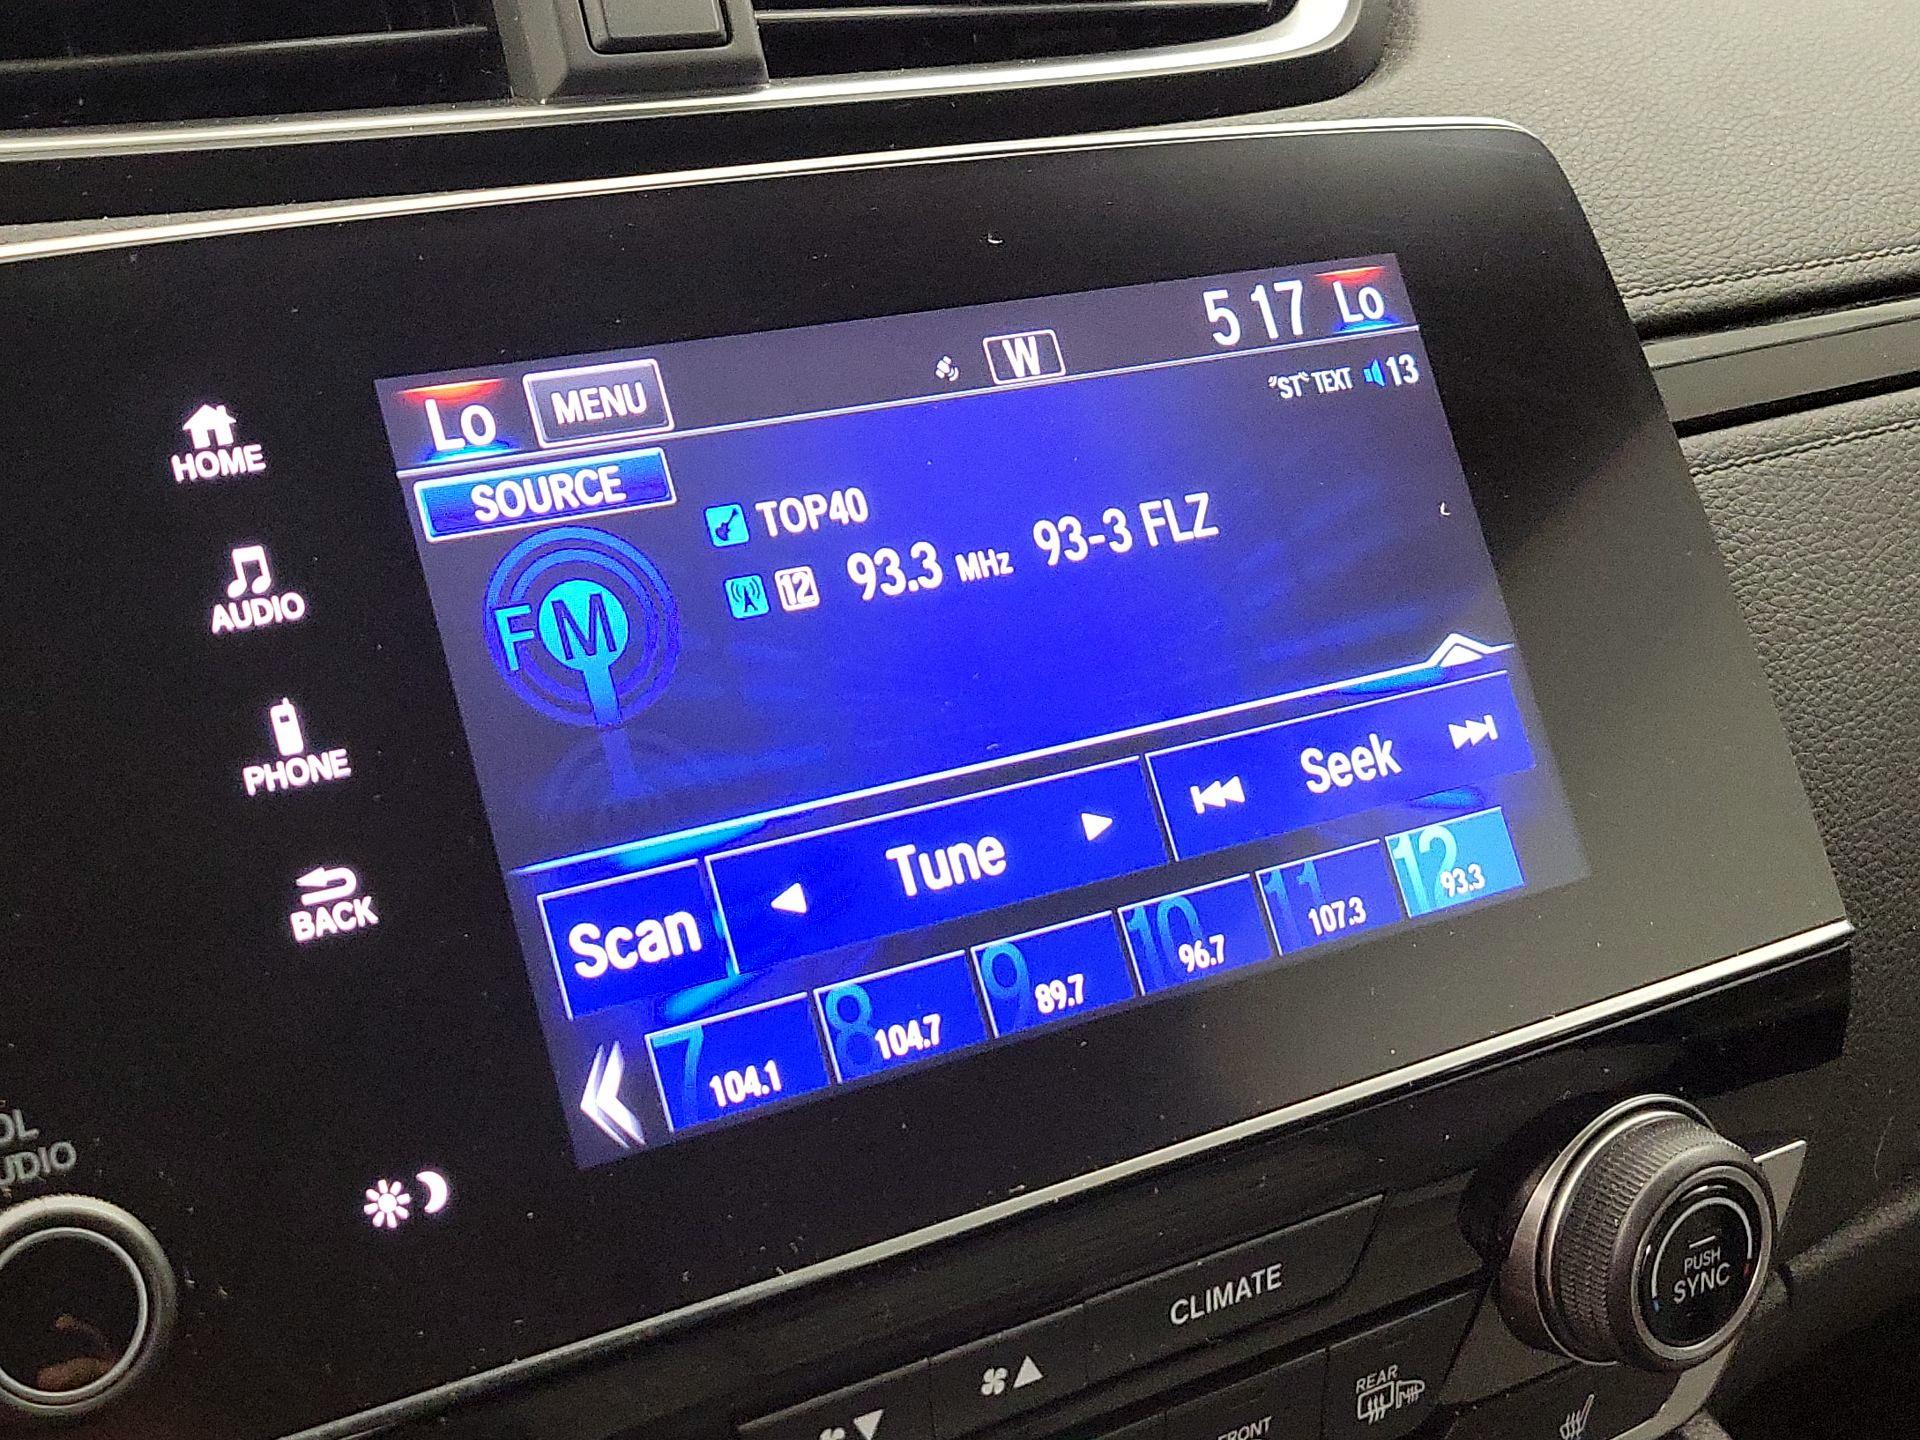 Lo MENU W 5 17 Lo
"ST" TEXT 13
SOURCE
TOP40
12 93.3 MHz 93-3 FLZ
FM
Scan Tune Seek
7 104.1 8 104.7 9 89.7 10 96.7 11 107.3 12 93.3
HOME
AUDIO
PHONE
BACK
CLIMATE
PUSH
SYNC
REAR